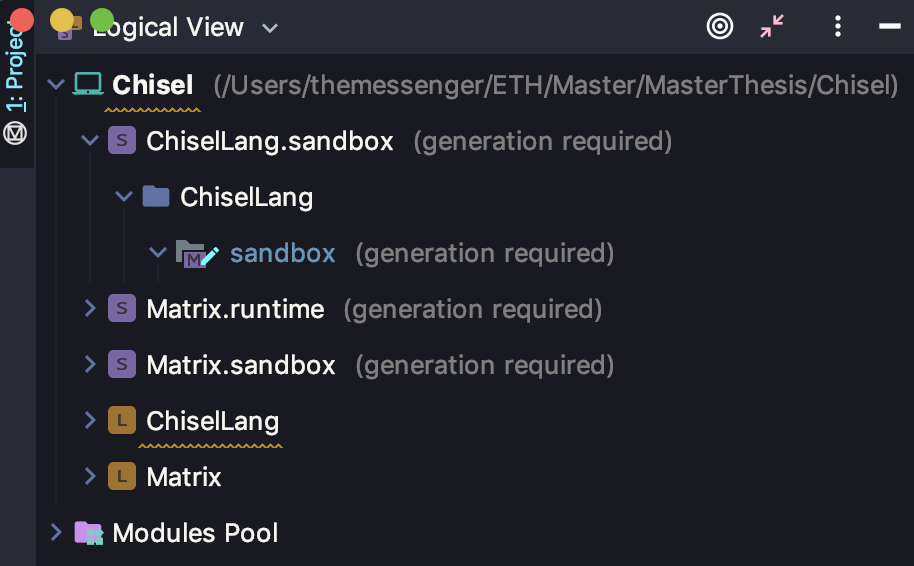 1: Project
Logical View
Chisel (/Users/themessenger/ETH/Master/MasterThesis/Chisel)
S ChiselLang.sandbox (generation required)
ChiselLang
M sandbox (generation required)
S Matrix.runtime (generation required)
S Matrix.sandbox (generation required)
L ChiselLang
L Matrix
Modules Pool